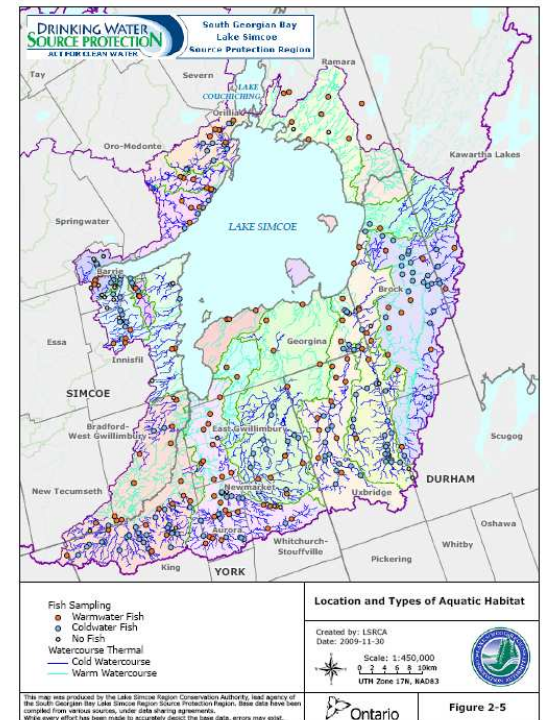 DRINKING WATER
SOURCE PROTECTION
ACT FOR CLEAN WATER
South Georgian Bay
Lake Simcoe
Source Protection Region
Tay
Severn
Ramara
LAKE
COUCHICHING
Orillia
Oro-Medonte
Kawartha Lakes
Springwater
LAKE SIMCOE
Barrie
Brock
Essa
Georgina
Innisfil
SIMCOE
Bradford-
West Gwillimbury
East Gwillimbury
Scugog
DURHAM
New Tecumseth
Newmarket
Uxbridge
Oshawa
Aurora
Whitchurch-
Stouffville
Whitby
Pickering
King
YORK
Fish Sampling
Warmwater Fish
Coldwater Fish
No Fish
Watercourse Thermal
Cold Watercourse
Warm Watercourse
Location and Types of Aquatic Habitat
Created by: LSRCA
Date: 2009-11-30
Scale: 1:450,000
0 2 4 6 8 10km
UTM Zone 17N, NAD83
This map was produced by the Lake Simcoe Region Conservation Authority, lead agency of
the South Georgian Bay Lake Simcoe Region Source Protection Region. Base data have been
compiled from various sources, under data sharing agreements.
While every effort has been made to accurately depict the base data, errors may exist.
Ontario
Figure 2-5